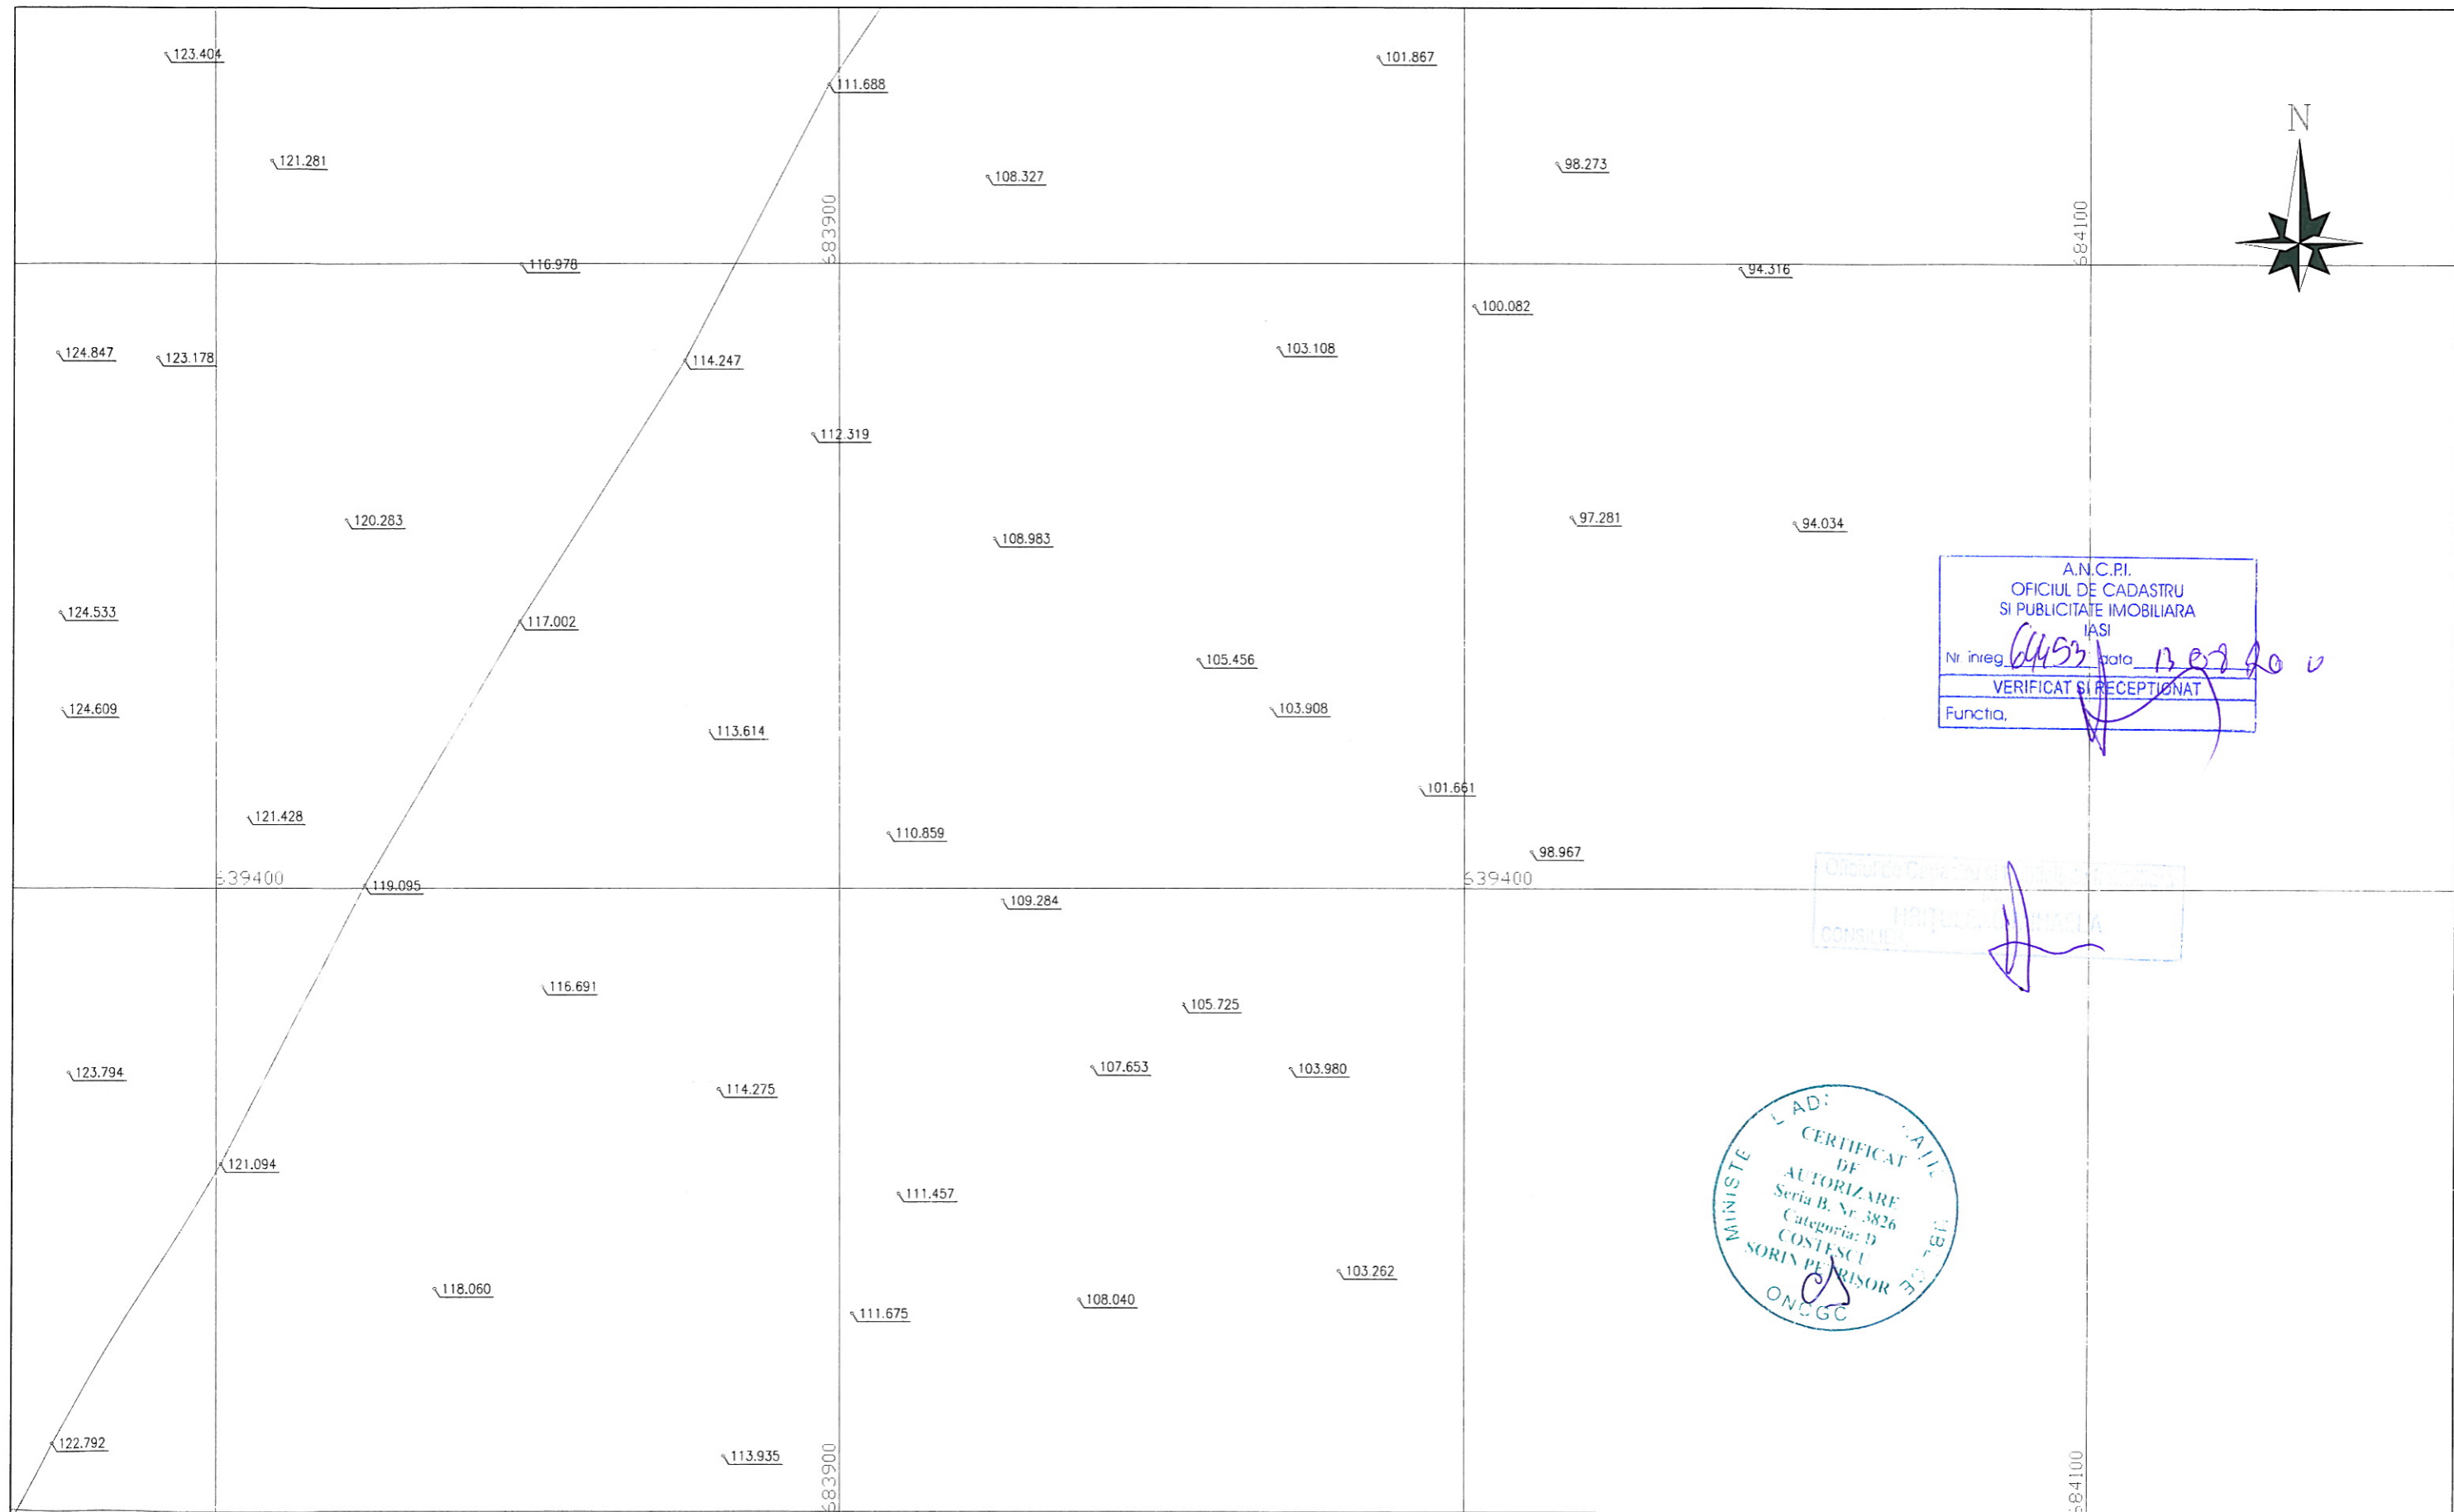 123.404
101.867
111.688
N
121.281
98.273
108.327
683900
684100
116.978
94.316
100.082
103.108
124.847
123.178
114.247
112.319
120.283
97.281
94.034
108.983
A.N.C.P.I.
OFICIUL DE CADASTRU
SI PUBLICITATE IMOBILIARA
IASI
Nr. inreg data
VERIFICAT SI RECEPTIONAT
Functia,
124.533
117.002
105.456
124.609
103.908
113.614
101.661
121.428
110.859
98.967
639400
639400
119.095
109.284
CONSILIER
116.691
105.725
107.653
103.980
123.794
114.275
CERTIFICAT
DE
AUTORIZARE
Seria B. Nr. 3826
Categoria: D
COSTESCU
SORIN PETRIȘOR
ONCGC
121.094
111.457
103.262
118.060
108.040
111.675
122.792
113.935
683900
684100